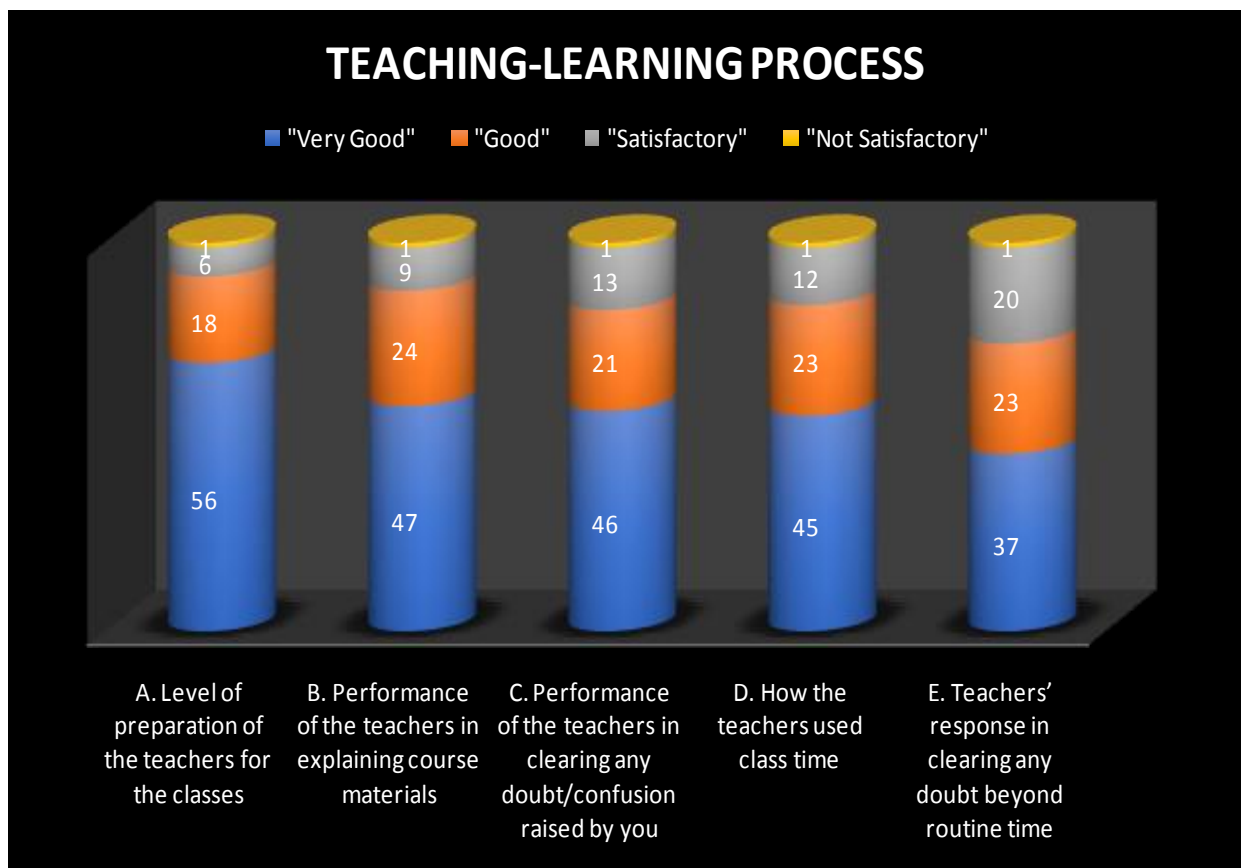 TEACHING-LEARNING PROCESS
"Very Good" "Good" "Satisfactory" "Not Satisfactory"
1 1 1 1 1
6 9 13 12 20
18 24 21 23 23
56 47 46 45 37
A. Level of
preparation of
the teachers for
the classes
B. Performance
of the teachers in
explaining course
materials
C. Performance
of the teachers in
clearing any
doubt/confusion
raised by you
D. How the
teachers used
class time
E. Teachers’
response in
clearing any
doubt beyond
routine time